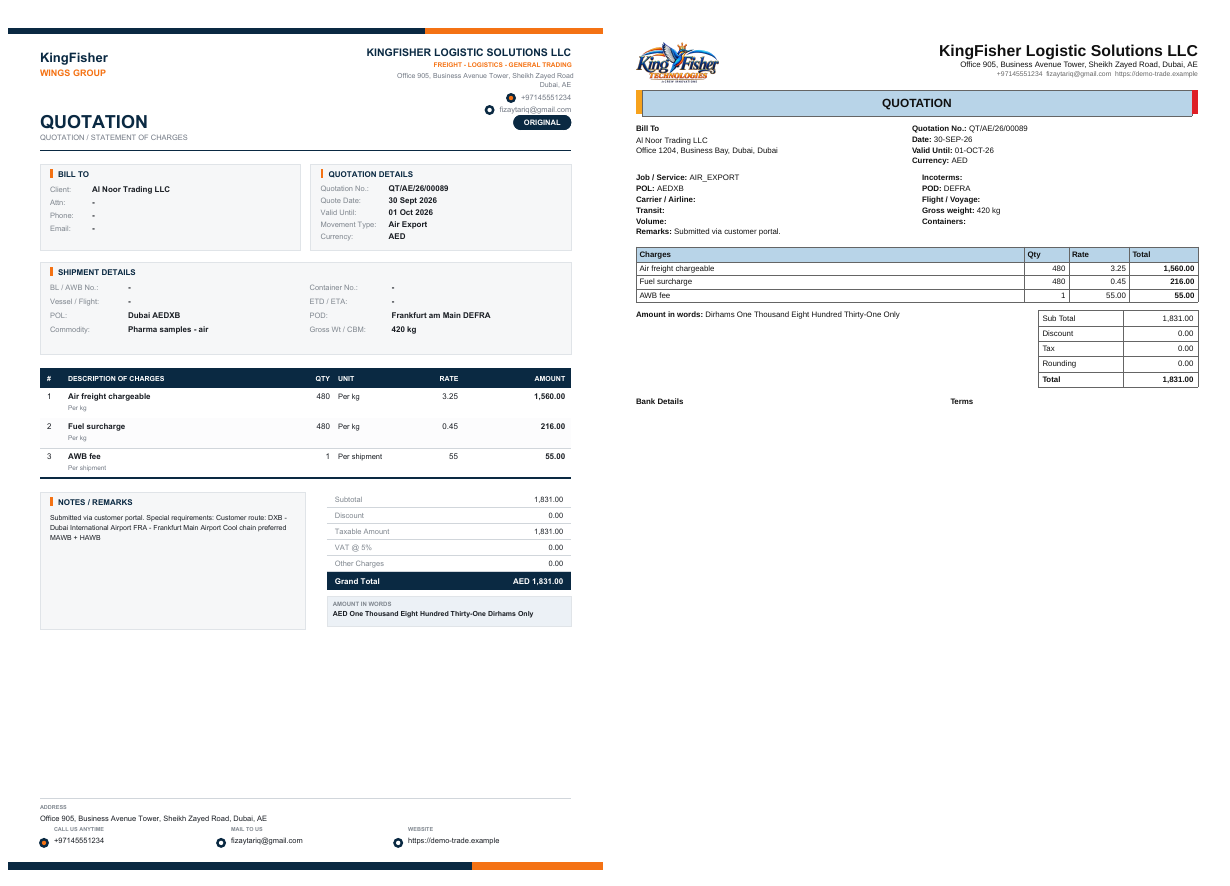 KingFisher
WINGS GROUP
KINGFISHER LOGISTIC SOLUTIONS LLC
FREIGHT - LOGISTICS - GENERAL TRADING
Office 905, Business Avenue Tower, Sheikh Zayed Road
Dubai, AE
+97145551234
fizaytariq@gmail.com
QUOTATION
ORIGINAL
QUOTATION / STATEMENT OF CHARGES
BILL TO
Client: Al Noor Trading LLC
Attn: -
Phone: -
Email: -
QUOTATION DETAILS
Quotation No.: QT/AE/26/00089
Quote Date: 30 Sept 2026
Valid Until: 01 Oct 2026
Movement Type: Air Export
Currency: AED
SHIPMENT DETAILS
BL / AWB No.: - Container No.: -
Vessel / Flight: - ETD / ETA: -
POL: Dubai AEDXB POD: Frankfurt am Main DEFRA
Commodity: Pharma samples - air Gross Wt / CBM: 420 kg
# DESCRIPTION OF CHARGES QTY UNIT RATE AMOUNT
1 Air freight chargeable 480 Per kg 3.25 1,560.00
Per kg
2 Fuel surcharge 480 Per kg 0.45 216.00
Per kg
3 AWB fee 1 Per shipment 55 55.00
Per shipment
NOTES / REMARKS
Submitted via customer portal. Special requirements: Customer route: DXB -
Dubai International Airport FRA - Frankfurt Main Airport Cool chain preferred
MAWB + HAWB
Subtotal 1,831.00
Discount 0.00
Taxable Amount 1,831.00
VAT @ 5% 0.00
Other Charges 0.00
Grand Total AED 1,831.00
AMOUNT IN WORDS
AED One Thousand Eight Hundred Thirty-One Dirhams Only
ADDRESS
Office 905, Business Avenue Tower, Sheikh Zayed Road, Dubai, AE
CALL US ANYTIME MAIL TO US WEBSITE
+97145551234 fizaytariq@gmail.com https://demo-trade.example
King Fisher
TECHNOLOGIES
KingFisher Logistic Solutions LLC
Office 905, Business Avenue Tower, Sheikh Zayed Road, Dubai, AE
+97145551234 fizaytariq@gmail.com https://demo-trade.example
QUOTATION
Bill To
Al Noor Trading LLC
Office 1204, Business Bay, Dubai, Dubai
Quotation No.: QT/AE/26/00089
Date: 30-SEP-26
Valid Until: 01-OCT-26
Currency: AED
Job / Service: AIR_EXPORT Incoterms:
POL: AEDXB POD: DEFRA
Carrier / Airline: Flight / Voyage:
Transit: Gross weight: 420 kg
Volume: Containers:
Remarks: Submitted via customer portal.
Charges Qty Rate Total
Air freight chargeable 480 3.25 1,560.00
Fuel surcharge 480 0.45 216.00
AWB fee 1 55.00 55.00
Amount in words: Dirhams One Thousand Eight Hundred Thirty-One Only
Sub Total 1,831.00
Discount 0.00
Tax 0.00
Rounding 0.00
Total 1,831.00
Bank Details Terms